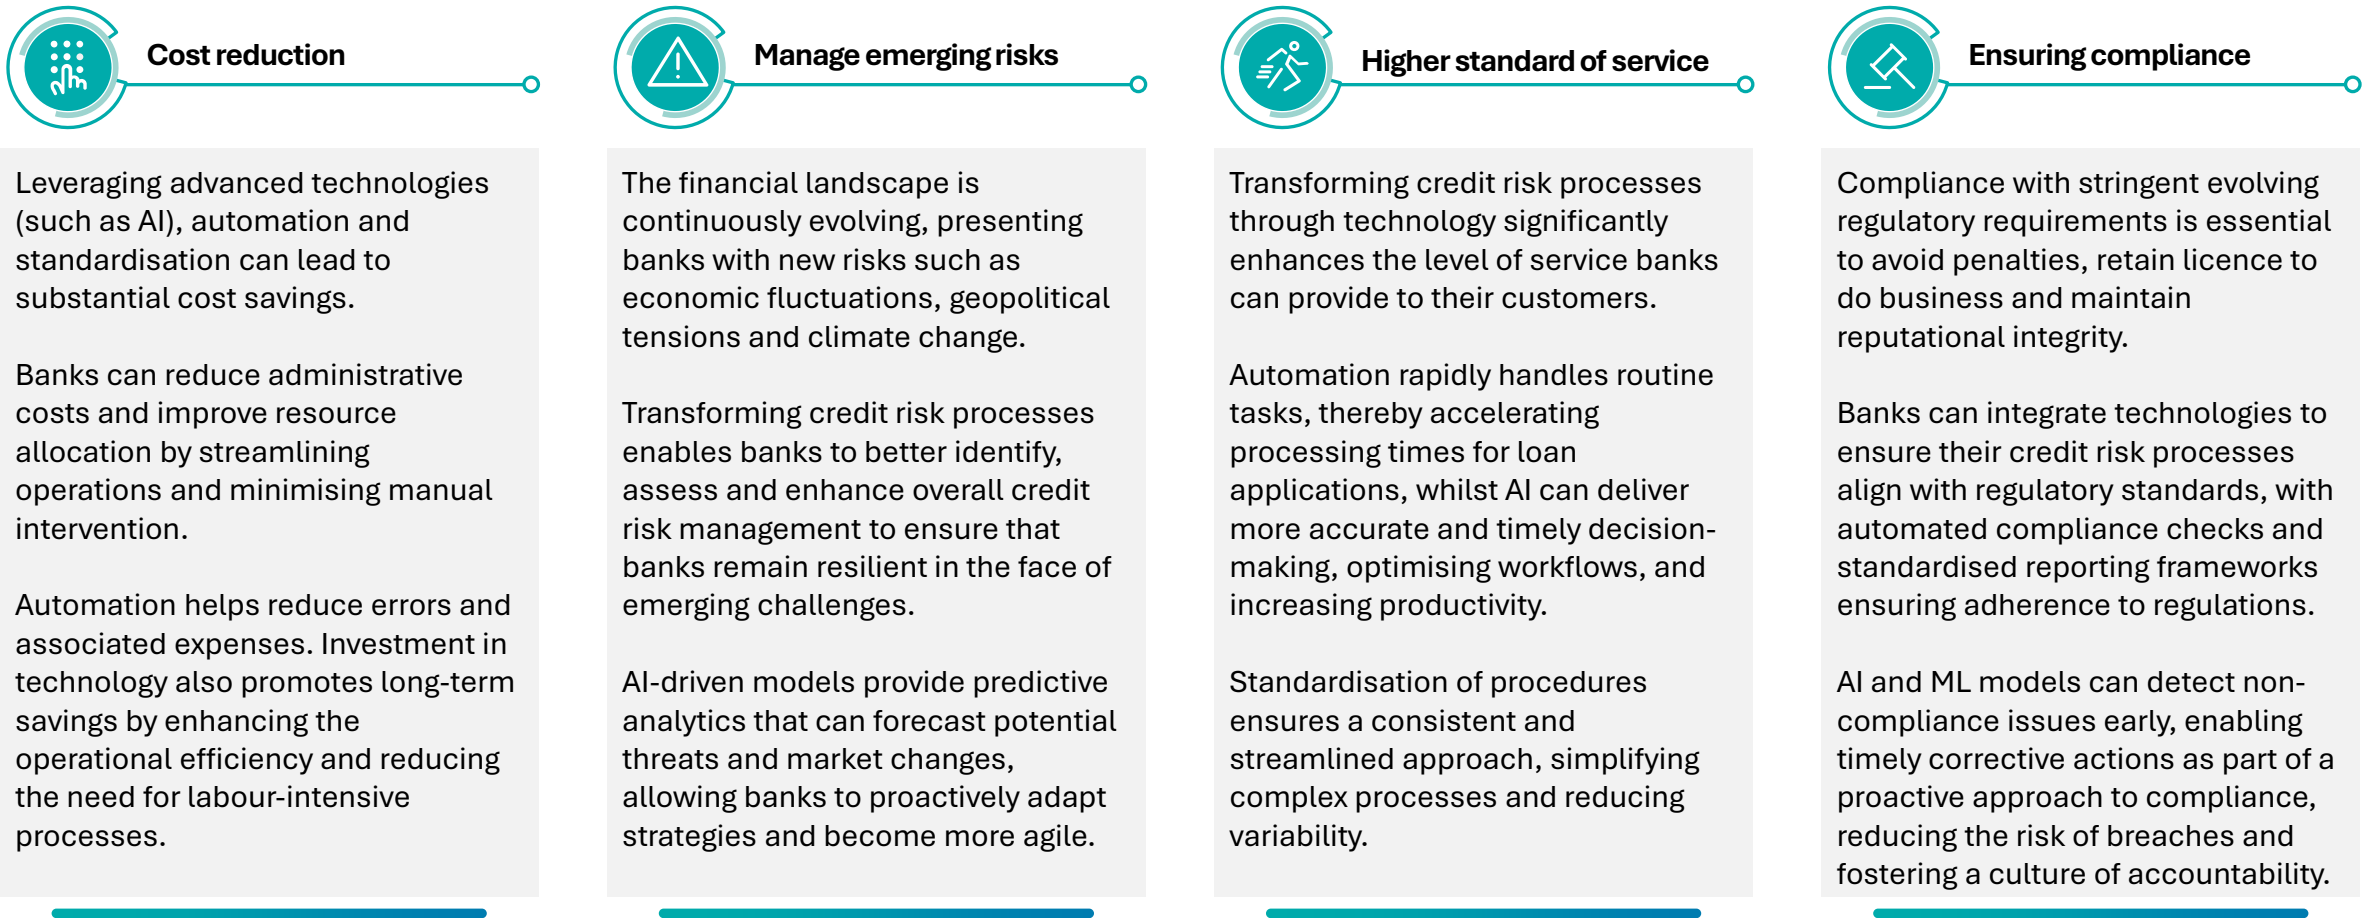 Cost reduction
Leveraging advanced technologies
(such as AI), automation and
standardisation can lead to
substantial cost savings.
Banks can reduce administrative
costs and improve resource
allocation by streamlining
operations and minimising manual
intervention.
Automation helps reduce errors and
associated expenses. Investment in
technology also promotes long-term
savings by enhancing the
operational efficiency and reducing
the need for labour-intensive
processes.
Manage emerging risks
The financial landscape is
continuously evolving, presenting
banks with new risks such as
economic fluctuations, geopolitical
tensions and climate change.
Transforming credit risk processes
enables banks to better identify,
assess and enhance overall credit
risk management to ensure that
banks remain resilient in the face of
emerging challenges.
AI-driven models provide predictive
analytics that can forecast potential
threats and market changes,
allowing banks to proactively adapt
strategies and become more agile.
Higher standard of service
Transforming credit risk processes
through technology significantly
enhances the level of service banks
can provide to their customers.
Automation rapidly handles routine
tasks, thereby accelerating
processing times for loan
applications, whilst AI can deliver
more accurate and timely decision-
making, optimising workflows, and
increasing productivity.
Standardisation of procedures
ensures a consistent and
streamlined approach, simplifying
complex processes and reducing
variability.
Ensuring compliance
Compliance with stringent evolving
regulatory requirements is essential
to avoid penalties, retain licence to
do business and maintain
reputational integrity.
Banks can integrate technologies to
ensure their credit risk processes
align with regulatory standards, with
automated compliance checks and
standardised reporting frameworks
ensuring adherence to regulations.
AI and ML models can detect non-
compliance issues early, enabling
timely corrective actions as part of a
proactive approach to compliance,
reducing the risk of breaches and
fostering a culture of accountability.